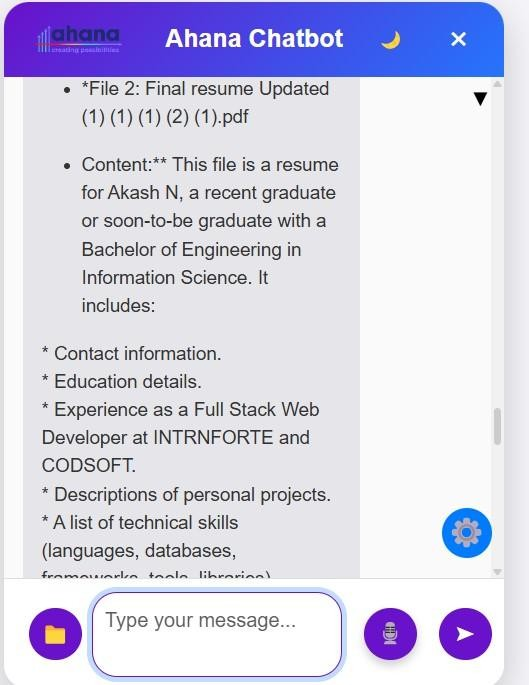 ahana
creating possibilities
Ahana Chatbot
*File 2: Final resume Updated
(1) (1) (1) (2) (1).pdf
Content:** This file is a resume
for Akash N, a recent graduate
or soon-to-be graduate with a
Bachelor of Engineering in
Information Science. It
includes:
* Contact information.
* Education details.
* Experience as a Full Stack Web
Developer at INTRNFORTE and
CODSOFT.
* Descriptions of personal projects.
* A list of technical skills
(languages, databases,
frameworks, tools, libraries)
Type your message...